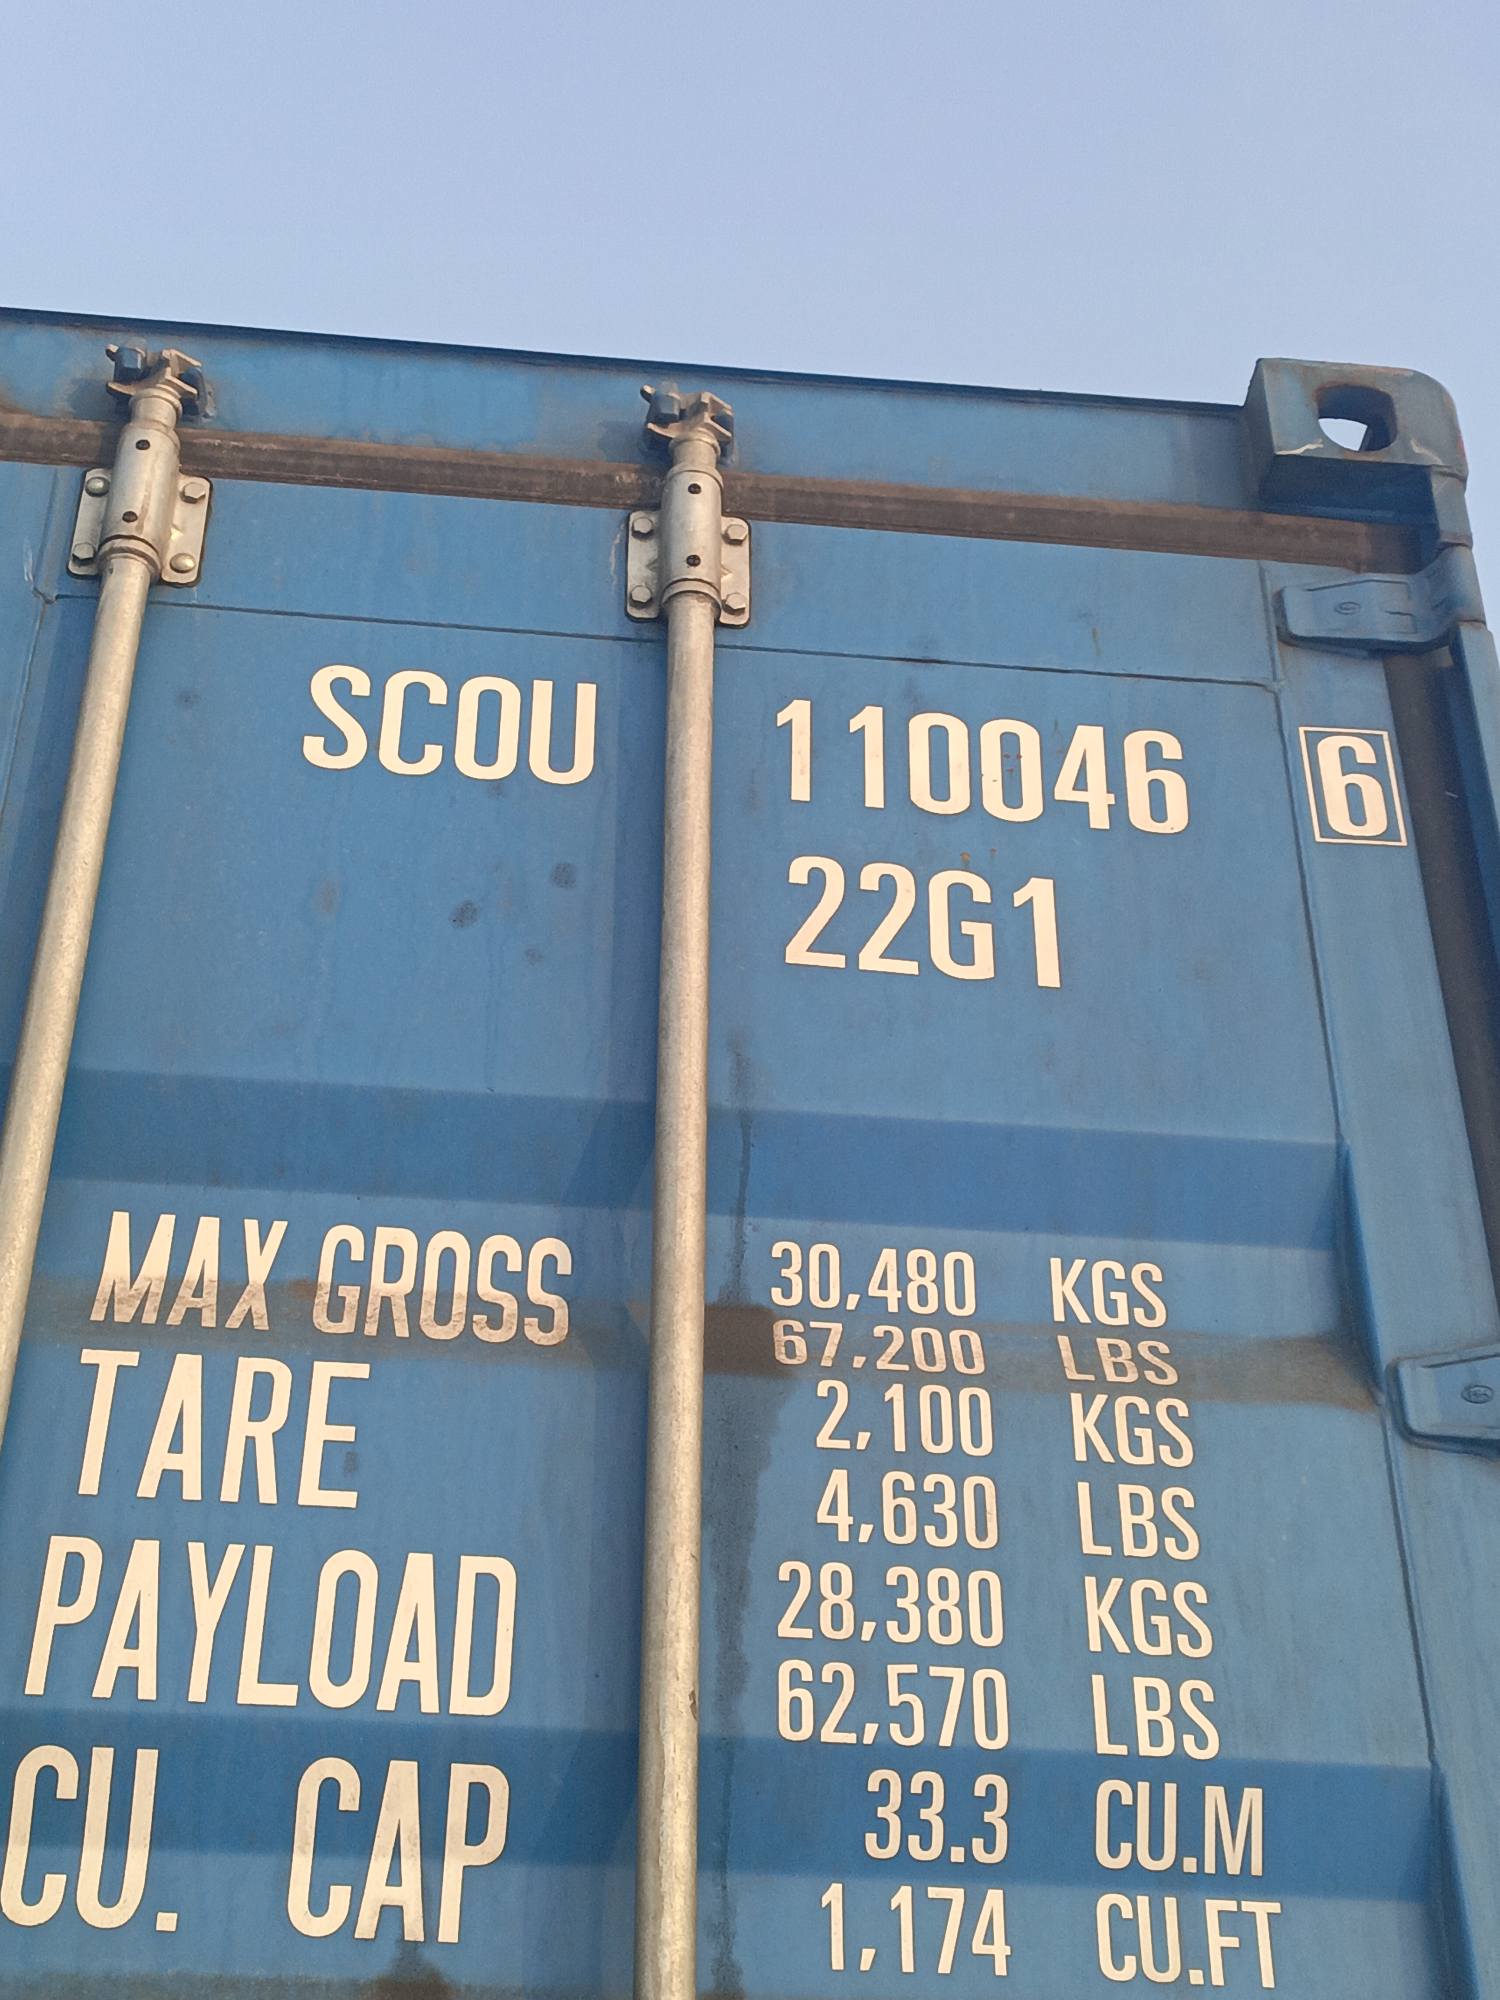 SCOU 110046 6
22G1
MAX GROSS 30,480 KGS
67,200 LBS
TARE 2,100 KGS
4,630 LBS
PAYLOAD 28,380 KGS
62,570 LBS
CU. CAP 33.3 CU.M
1,174 CU.FT